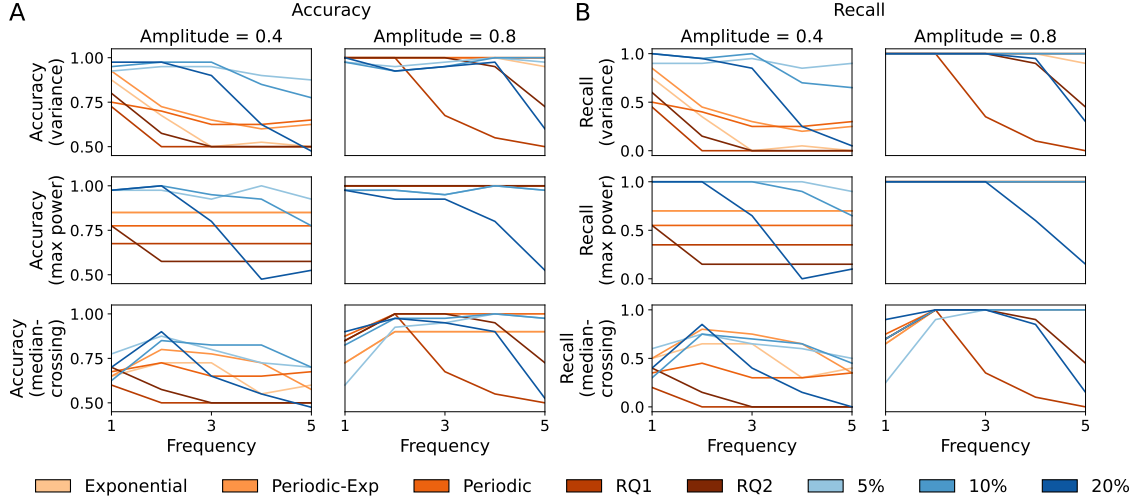 A
Accuracy
B
Recall
Amplitude = 0.4
Amplitude = 0.8
Amplitude = 0.4
Amplitude = 0.8
Accuracy
(variance)
1.00
0.75
0.50
Recall
(variance)
1.0
0.5
0.0
Accuracy
(max power)
1.00
0.75
0.50
Recall
(max power)
1.0
0.5
0.0
Accuracy
(median-
crossing)
1.00
0.75
0.50
Recall
(median-
crossing)
1.0
0.5
0.0
1 3 5
1 3 5
1 3 5
1 3 5
Frequency
Frequency
Frequency
Frequency
Exponential Periodic-Exp Periodic RQ1 RQ2 5% 10% 20%